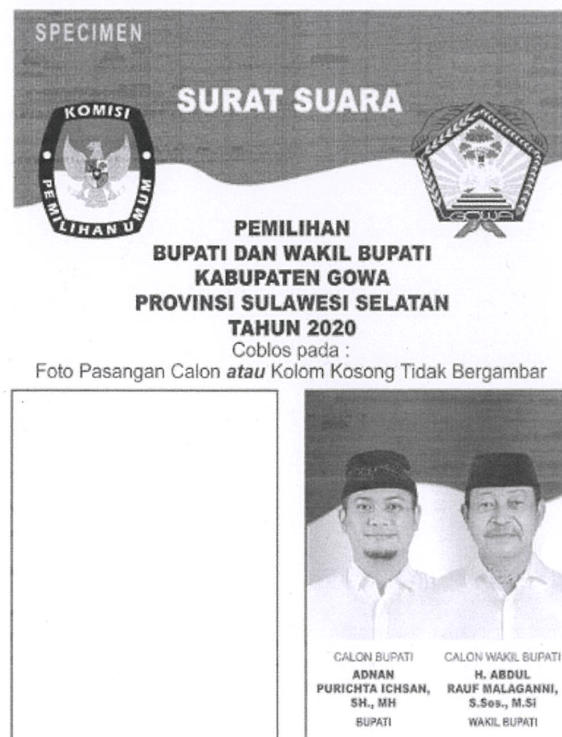 SPECIMEN
SURAT SUARA
KOMISI
PEMILIHAN UMUM
GOWA
PEMILIHAN
BUPATI DAN WAKIL BUPATI
KABUPATEN GOWA
PROVINSI SULAWESI SELATAN
TAHUN 2020
Coblos pada :
Foto Pasangan Calon atau Kolom Kosong Tidak Bergambar
CALON BUPATI
ADNAN
PURICHTA ICHSAN,
SH., MH
BUPATI
CALON WAKIL BUPATI
H. ABDUL
RAUF MALAGANNI,
S.Sos., M.Si
WAKIL BUPATI